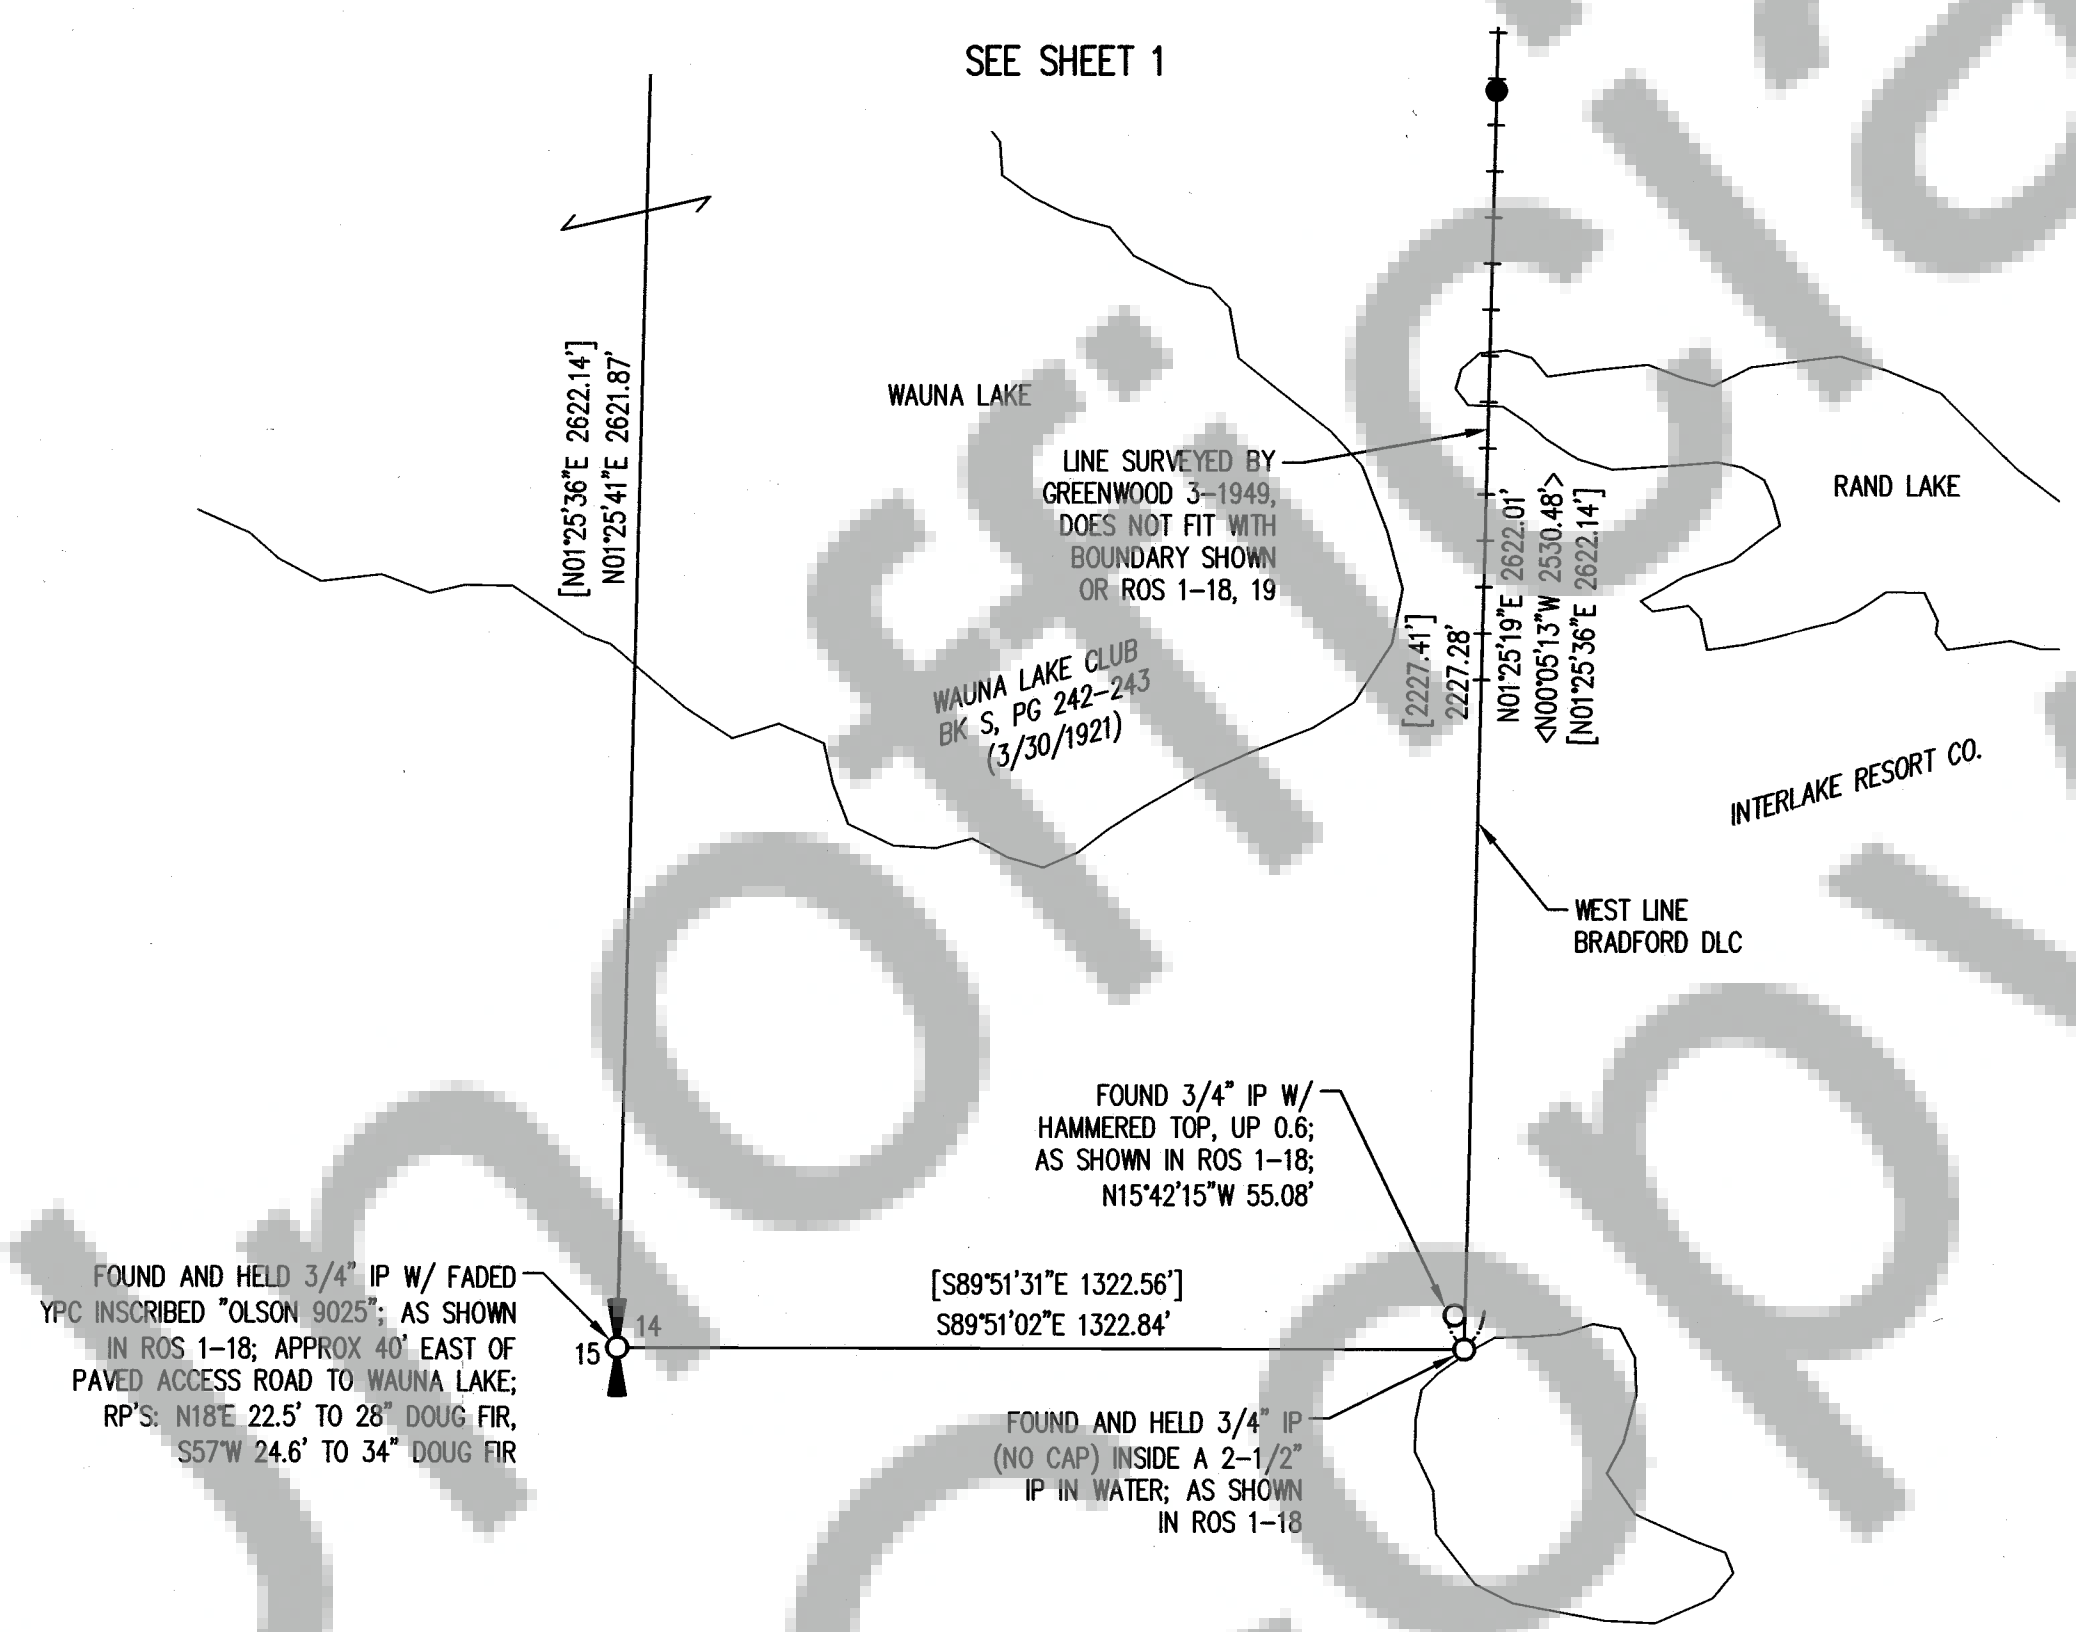 SEE SHEET 1
[N01°25'36"E 2622.14']
N01°25'41"E 2621.87'
WAUNA LAKE
LINE SURVEYED BY
GREENWOOD 3-1949,
DOES NOT FIT WITH
BOUNDARY SHOWN
OR ROS 1-18, 19
RAND LAKE
WAUNA LAKE CLUB
BK S, PG 242-243
(3/30/1921)
[2227.41']
2227.28'
N01°25'19"E 2622.01'
<N00°05'13"W 2530.48'>
[N01°25'36"E 2622.14']
INTERLAKE RESORT CO.
WEST LINE
BRADFORD DLC
FOUND 3/4" IP W/
HAMMERED TOP, UP 0.6;
AS SHOWN IN ROS 1-18;
N15°42'15"W 55.08'
FOUND AND HELD 3/4" IP W/ FADED
YPC INSCRIBED "OLSON 9025"; AS SHOWN
IN ROS 1-18; APPROX 40' EAST OF
PAVED ACCESS ROAD TO WAUNA LAKE;
RP'S: N18°E 22.5' TO 28" DOUG FIR,
S57°W 24.6' TO 34" DOUG FIR
15
14
[S89°51'31"E 1322.56']
S89°51'02"E 1322.84'
FOUND AND HELD 3/4" IP
(NO CAP) INSIDE A 2-1/2"
IP IN WATER; AS SHOWN
IN ROS 1-18